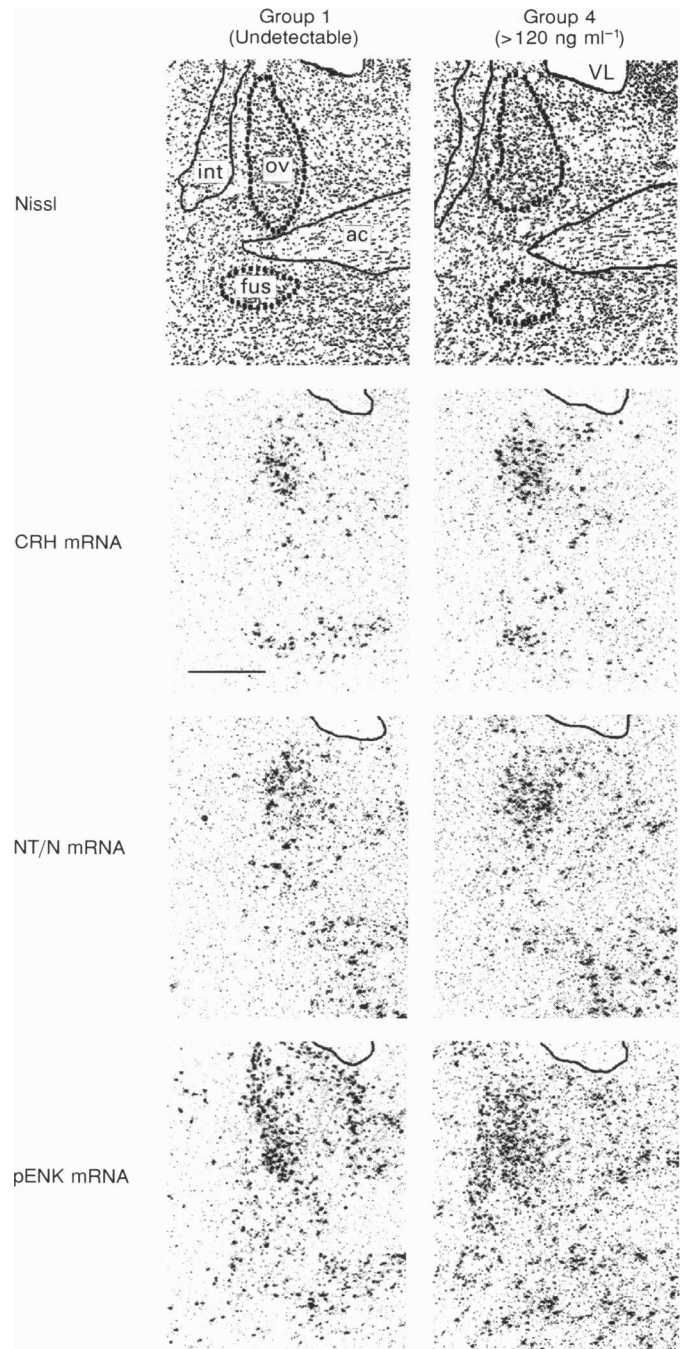 Group 1
(Undetectable)
Group 4
(>120 ng ml⁻¹)
Nissl
int
ov
ac
fus
VL
CRH mRNA
NT/N mRNA
pENK mRNA